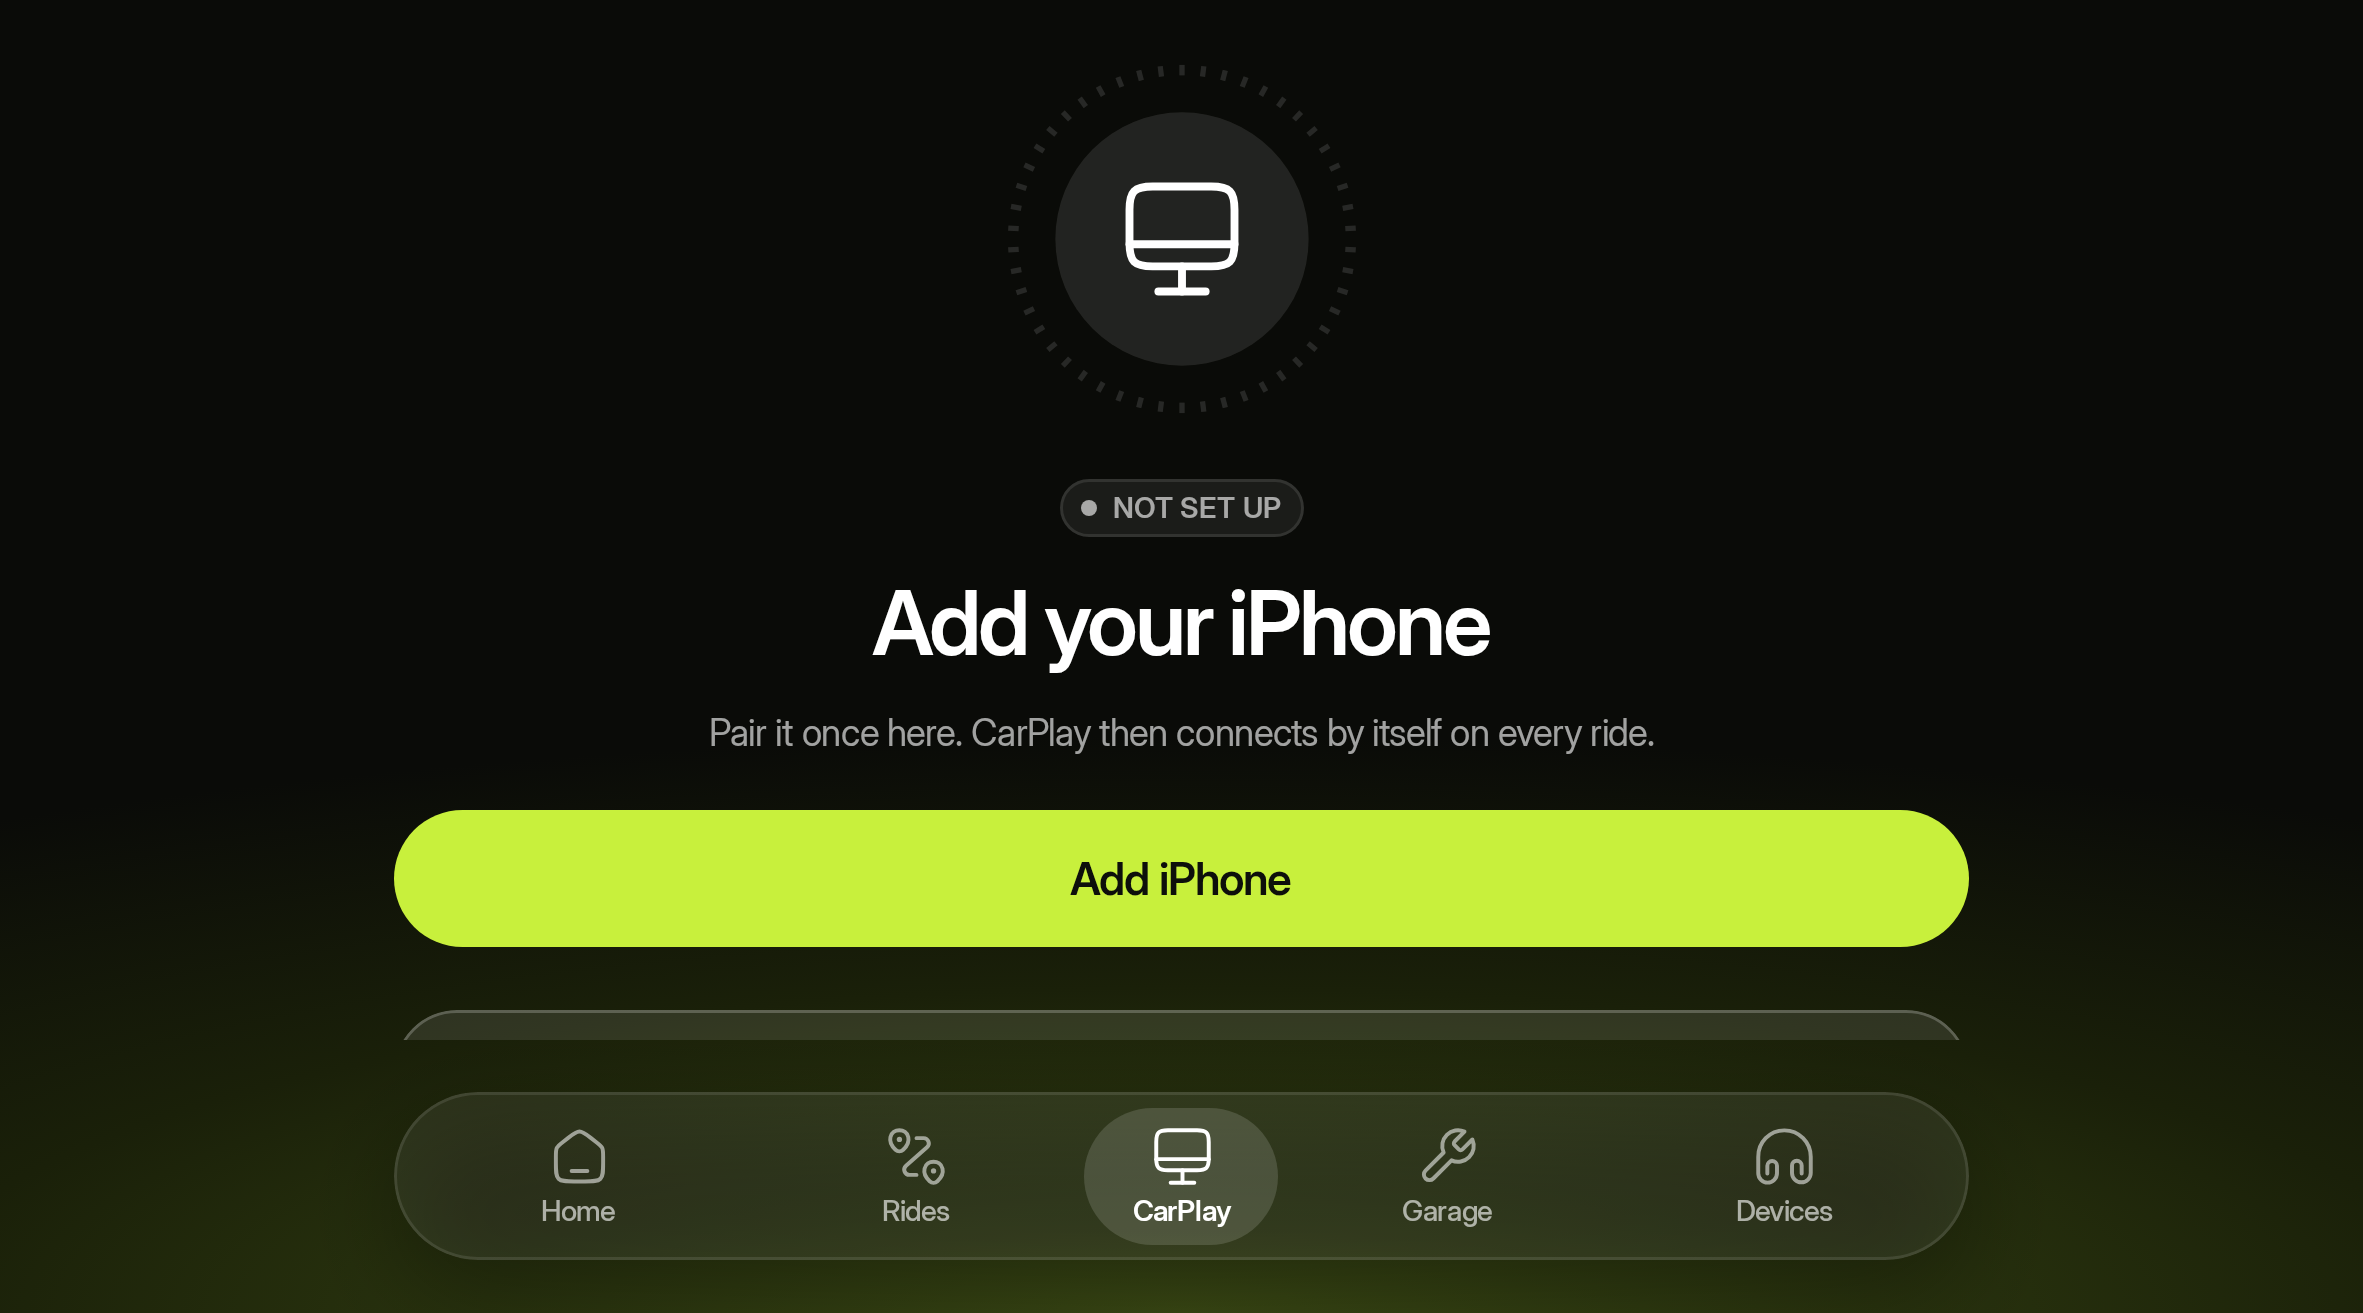 NOT SET UP
Add your iPhone
Pair it once here. CarPlay then connects by itself on every ride.
Add iPhone
Home
Rides
CarPlay
Garage
Devices